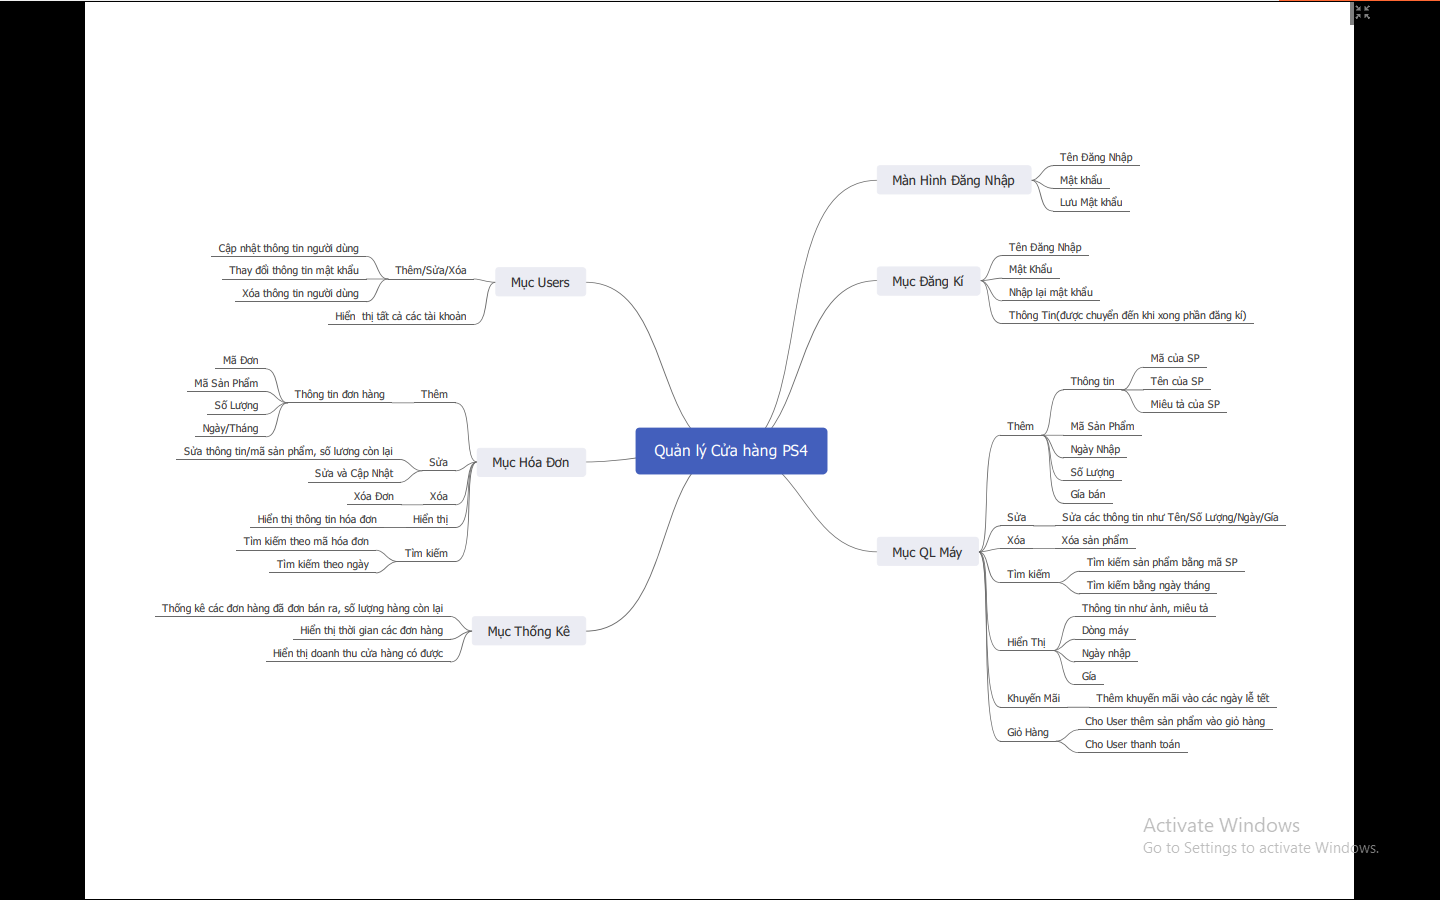 Quản lý Cửa hàng PS4
Màn Hình Đăng Nhập
Tên Đăng Nhập
Mật khẩu
Lưu Mật khẩu
Mục Đăng Kí
Tên Đăng Nhập
Mật Khẩu
Nhập lại mật khẩu
Thông Tin(được chuyển đến khi xong phần đăng kí)
Mục QL Máy
Thêm
Thông tin
Mã của SP
Tên của SP
Miêu tả của SP
Mã Sản Phẩm
Ngày Nhập
Số Lượng
Gía bán
Sửa
Sửa các thông tin như Tên/Số Lượng/Ngày/Gía
Xóa
Xóa sản phẩm
Tìm kiếm
Tìm kiếm sản phẩm bằng mã SP
Tìm kiếm bằng ngày tháng
Hiển Thị
Thông tin như ảnh, miêu tả
Dòng máy
Ngày nhập
Gía
Khuyến Mãi
Thêm khuyến mãi vào các ngày lễ tết
Giỏ Hàng
Cho User thêm sản phẩm vào giỏ hàng
Cho User thanh toán
Mục Users
Thêm/Sửa/Xóa
Cập nhật thông tin người dùng
Thay đổi thông tin mật khẩu
Xóa thông tin người dùng
Hiển  thị tất cả các tài khoản
Mục Hóa Đơn
Thêm
Thông tin đơn hàng
Mã Đơn
Mã Sản Phẩm
Số Lượng
Ngày/Tháng
Sửa
Sửa thông tin/mã sản phẩm, số lương còn lại
Sửa và Cập Nhật
Xóa
Xóa Đơn
Hiển thị
Hiển thị thông tin hóa đơn
Tìm kiếm
Tìm kiếm theo mã hóa đơn
Tìm kiếm theo ngày
Mục Thống Kê
Thống kê các đơn hàng đã đơn bán ra, số lượng hàng còn lại
Hiển thị thời gian các đơn hàng
Hiển thị doanh thu cửa hàng có được
Activate Windows
Go to Settings to activate Windows.